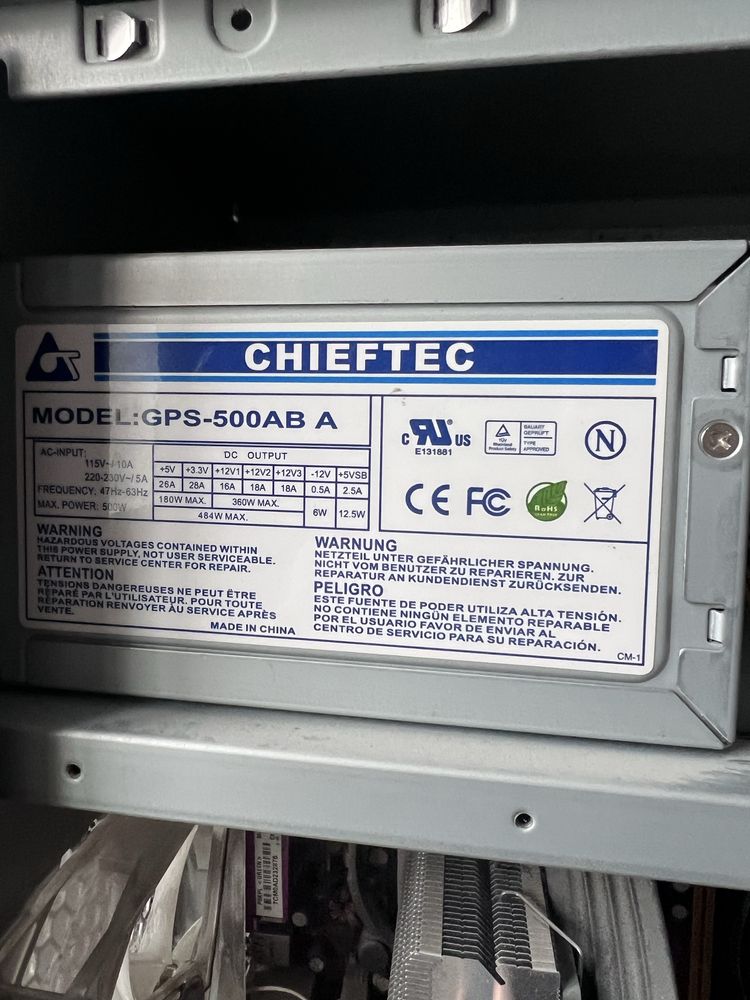 CHIEFTEC
MODEL:GPS-500AB A
AC-INPUT:
115V~/10A
220-230V~/5A
FREQUENCY: 47Hz-63Hz
MAX. POWER: 500W
DC OUTPUT
+5V +3.3V +12V1 +12V2 +12V3 -12V +5VSB
26A 28A 16A 18A 18A 0.5A 2.5A
180W MAX. 360W MAX.
484W MAX. 6W 12.5W
c RU US
E131881
TÜV
Rheinland
Product Safety
BAUART
GEPRÜFT
TYPE
APPROVED
N
CE FC
RoHS
WARNING
HAZARDOUS VOLTAGES CONTAINED WITHIN
THIS POWER SUPPLY, NOT USER SERVICEABLE.
RETURN TO SERVICE CENTER FOR REPAIR.
ATTENTION
TENSIONS DANGEREUSES NE PEUT ÊTRE
RÉPARÉ PAR L'UTILISATEUR. POUR TOUTE
RÉPARATION RENVOYER AU SERVICE APRÈS
VENTE.
MADE IN CHINA
WARNUNG
NETZTEIL UNTER GEFÄHRLICHER SPANNUNG.
NICHT VOM BENUTZER ZU REPARIEREN. ZUR
REPARATUR AN KUNDENDIENST ZURÜCKSENDEN.
PELIGRO
ESTE FUENTE DE PODER UTILIZA ALTA TENSIÓN.
NO CONTIENE NINGÚN ELEMENTO REPARABLE
POR EL USUARIO FAVOR DE ENVIAR AL
CENTRO DE SERVICIO PARA SU REPARACIÓN.
CM-1